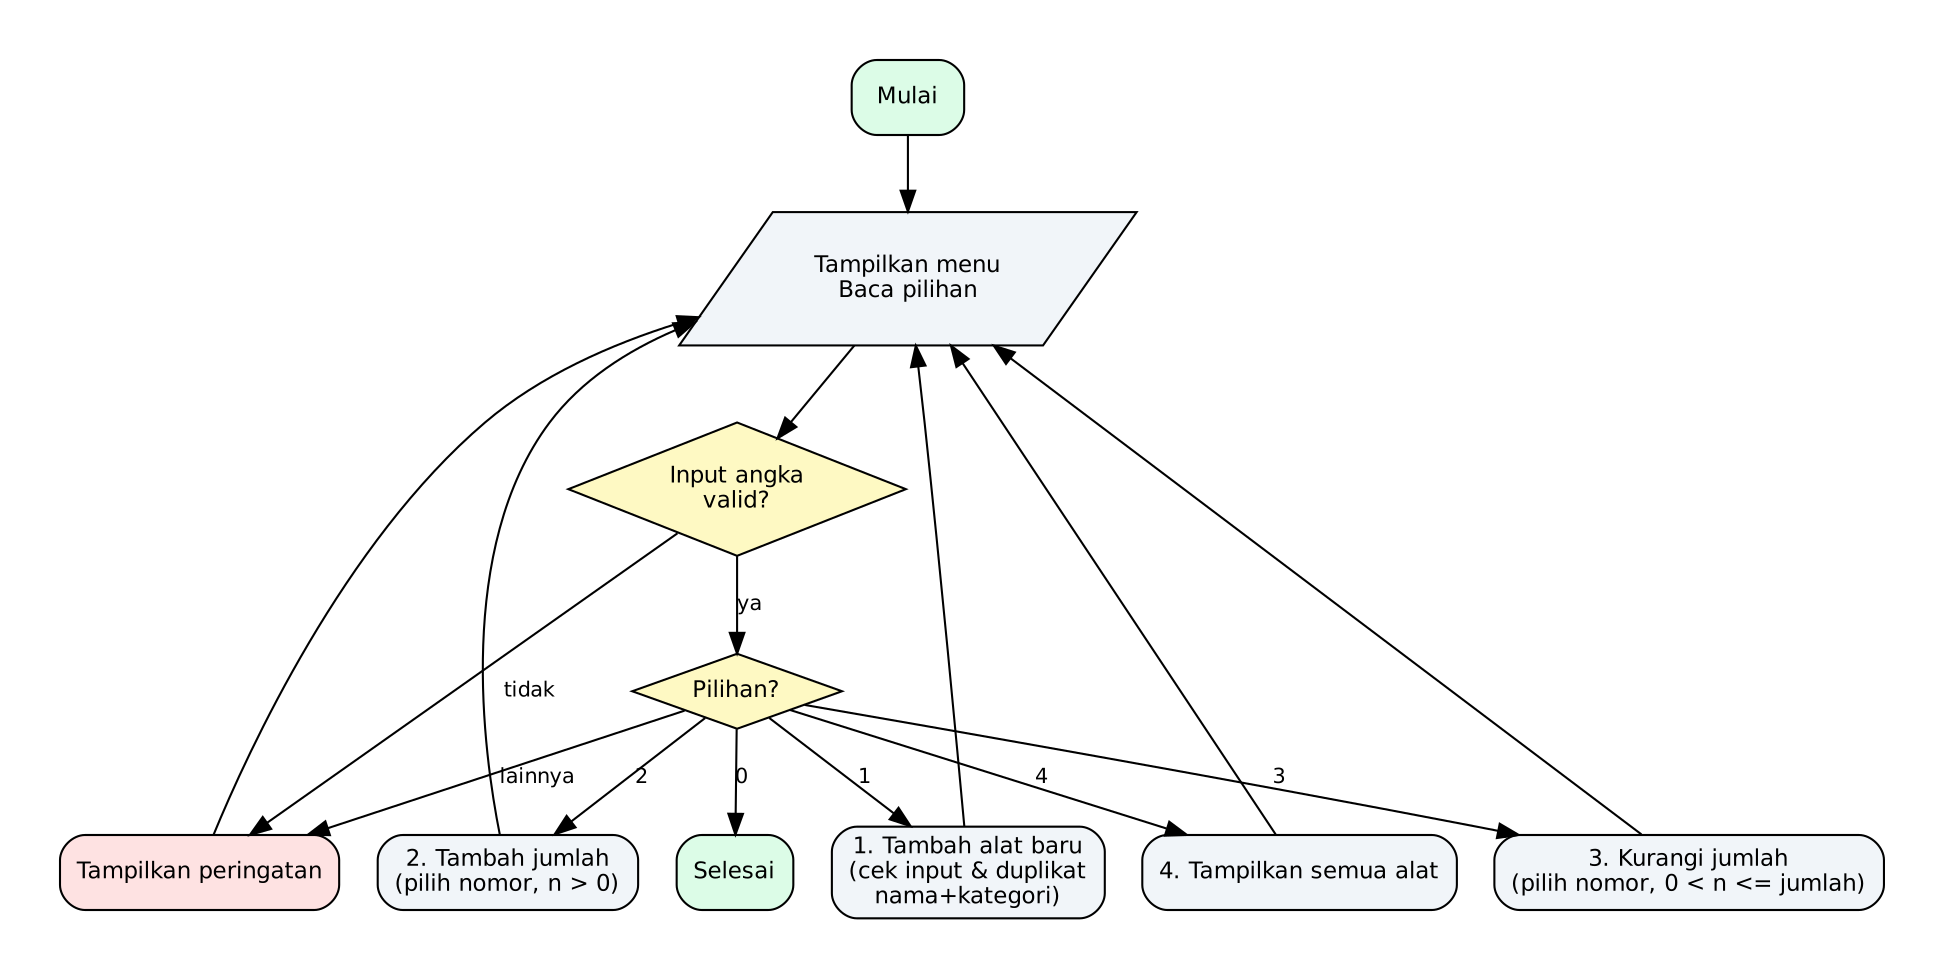 Mulai
Tampilkan menu
Baca pilihan
Input angka
valid?
ya
tidak
Pilihan?
lainnya
2
0
1
4
3
Tampilkan peringatan
2. Tambah jumlah
(pilih nomor, n > 0)
Selesai
1. Tambah alat baru
(cek input & duplikat
nama+kategori)
4. Tampilkan semua alat
3. Kurangi jumlah
(pilih nomor, 0 < n <= jumlah)